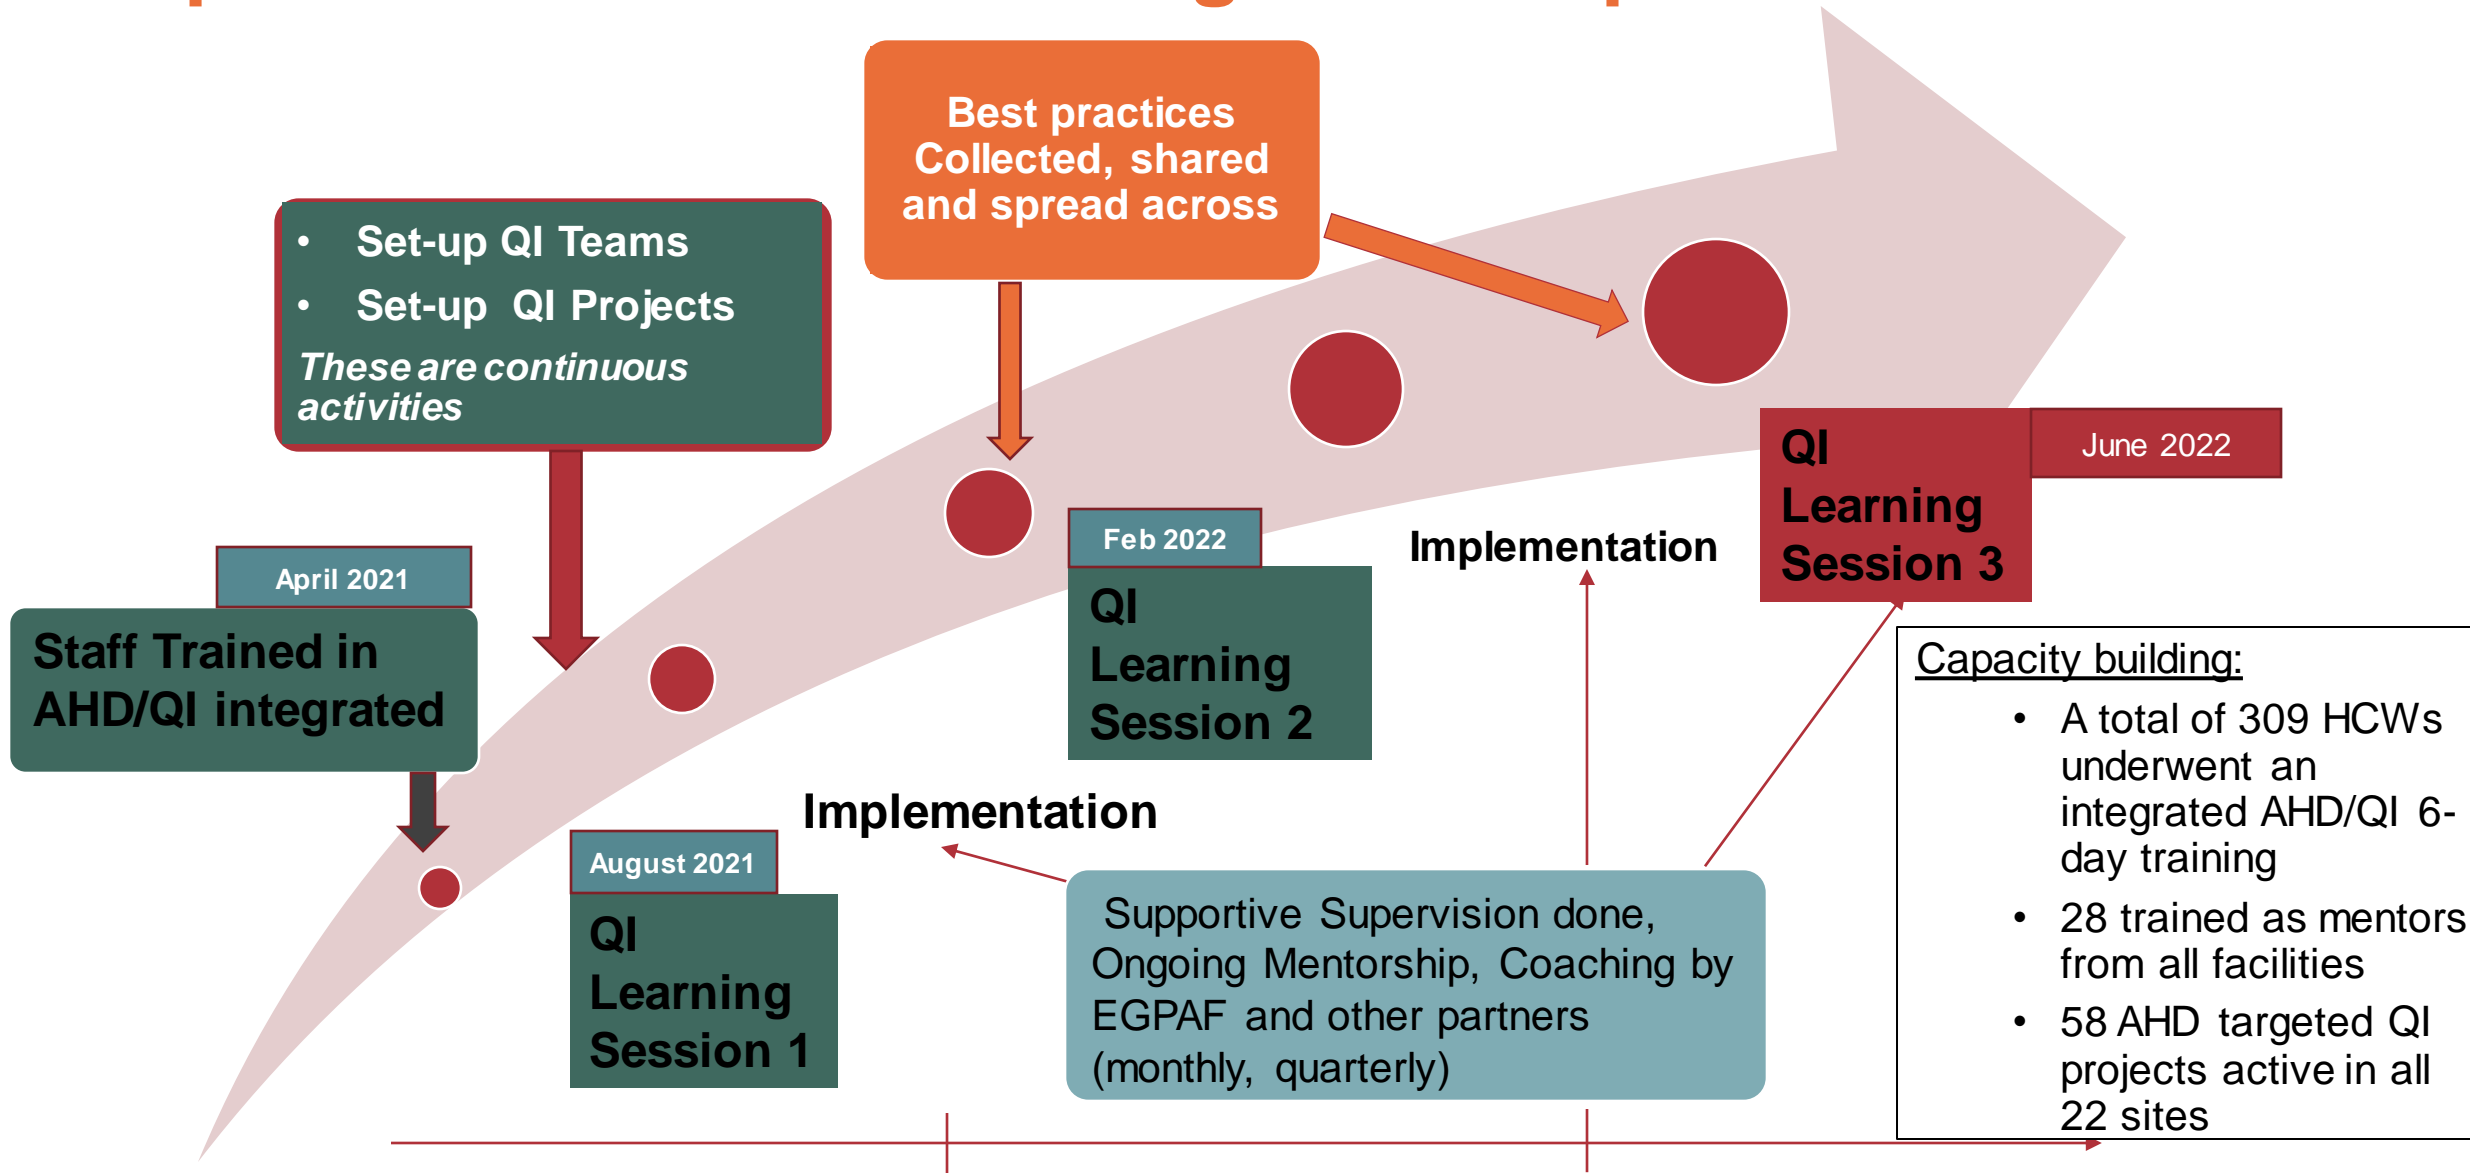 Best practices
Collected, shared
and spread across
• Set-up QI Teams
• Set-up QI Projects
These are continuous
activities
April 2021
Staff Trained in
AHD/QI integrated
August 2021
QI
Learning
Session 1
Implementation
Feb 2022
QI
Learning
Session 2
Implementation
QI
Learning
Session 3
June 2022
Supportive Supervision done,
Ongoing Mentorship, Coaching by
EGPAF and other partners
(monthly, quarterly)
Capacity building:
• A total of 309 HCWs
underwent an
integrated AHD/QI 6-
day training
• 28 trained as mentors
from all facilities
• 58 AHD targeted QI
projects active in all
22 sites